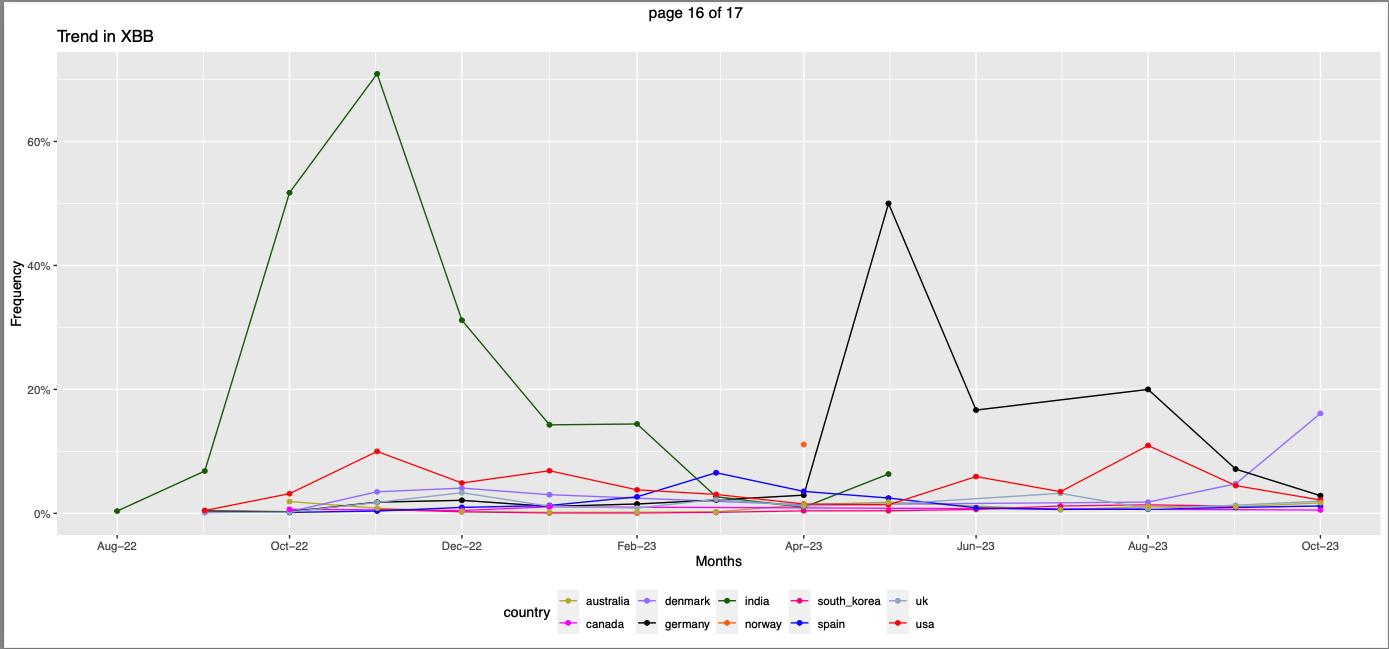 page 16 of 17
Trend in XBB
60%
40%
20%
0%
Frequency
Aug–22 Oct–22 Dec–22 Feb–23 Apr–23 Jun–23 Aug–23 Oct–23
Months
country
australia denmark india south_korea uk
canada germany norway spain usa